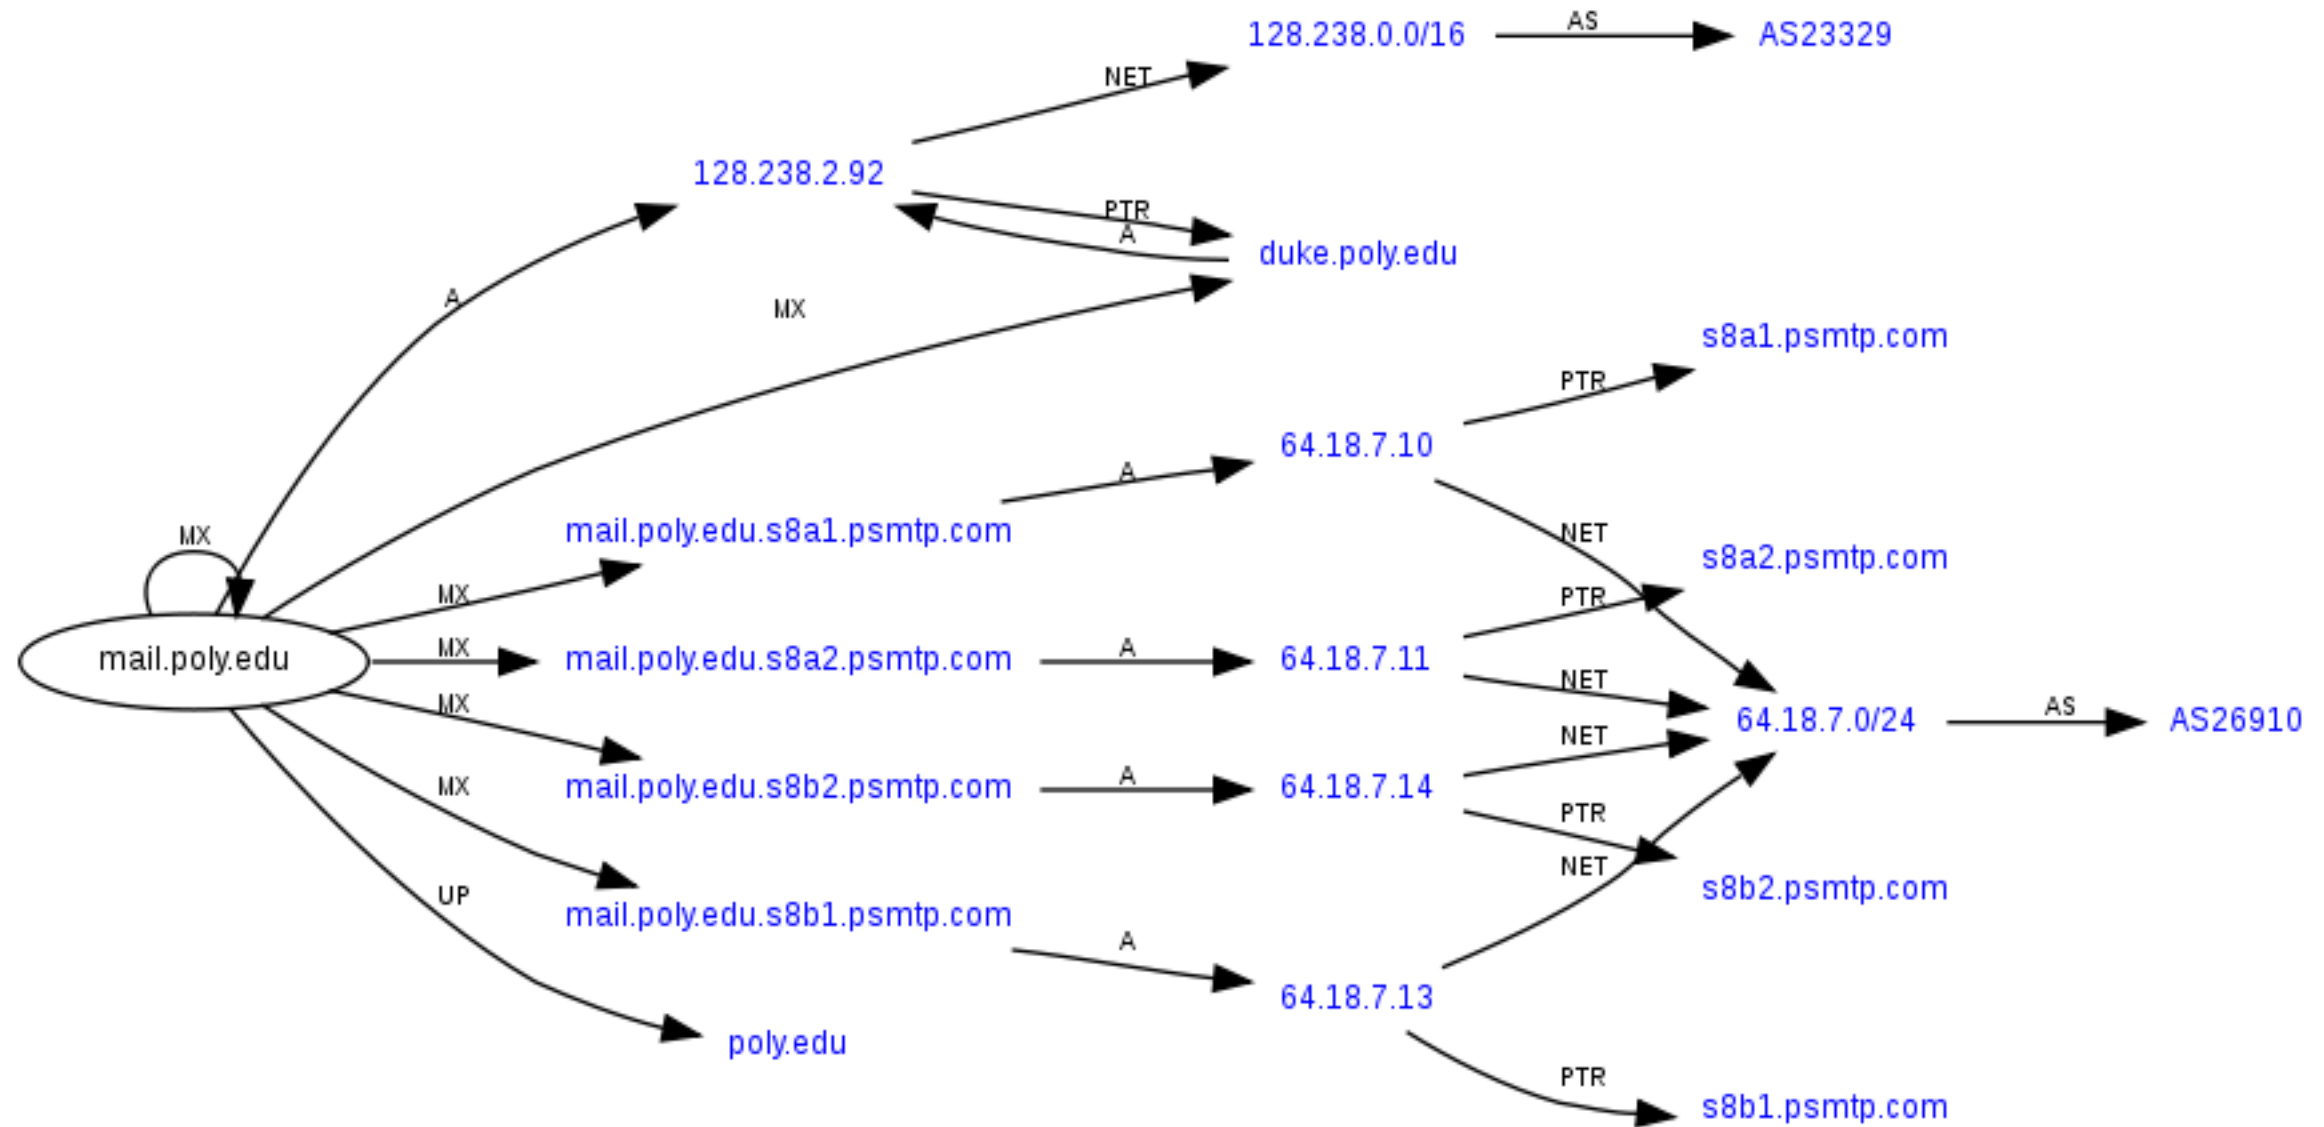 128.238.0.0/16
AS
AS23329
NET
128.238.2.92
PTR
A
duke.poly.edu
A
MX
s8a1.psmtp.com
PTR
64.18.7.10
A
mail.poly.edu.s8a1.psmtp.com
NET
MX
s8a2.psmtp.com
MX
PTR
mail.poly.edu
MX
mail.poly.edu.s8a2.psmtp.com
A
64.18.7.11
NET
MX
64.18.7.0/24
AS
AS26910
NET
mail.poly.edu.s8b2.psmtp.com
A
64.18.7.14
MX
PTR
NET
s8b2.psmtp.com
UP
mail.poly.edu.s8b1.psmtp.com
A
64.18.7.13
poly.edu
PTR
s8b1.psmtp.com